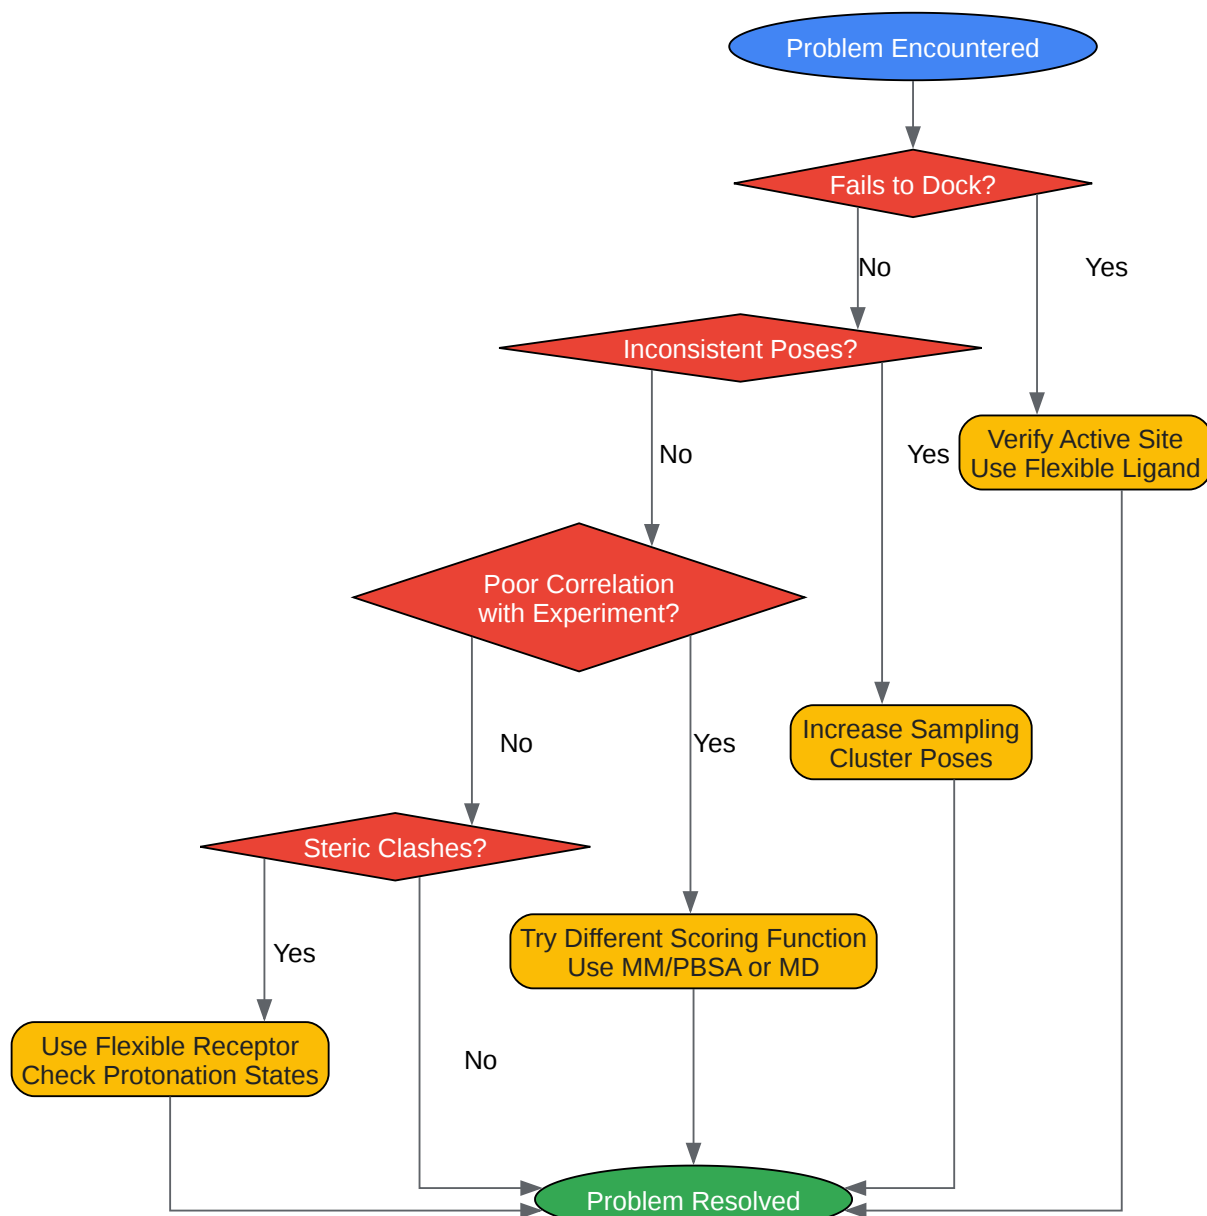 Problem Encountered
Fails to Dock?
No
Yes
Inconsistent Poses?
No
Yes
Verify Active Site
Use Flexible Ligand
Poor Correlation
with Experiment?
No
Yes
Increase Sampling
Cluster Poses
Steric Clashes?
Yes
Try Different Scoring Function
Use MM/PBSA or MD
Use Flexible Receptor
Check Protonation States
No
Problem Resolved